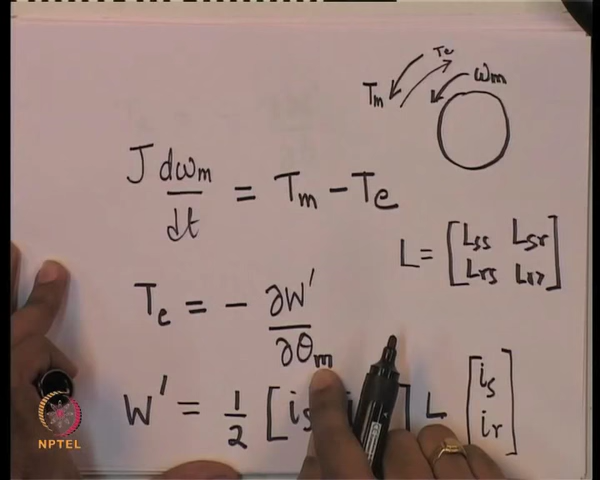 Te
Tm ωm
J dωm/dt = Tm - Te
L = [Lss Lsr
Lrs Lrr]
Te = - ∂W'/∂θm
W' = 1/2 [is ] L [is
ir]
NPTEL